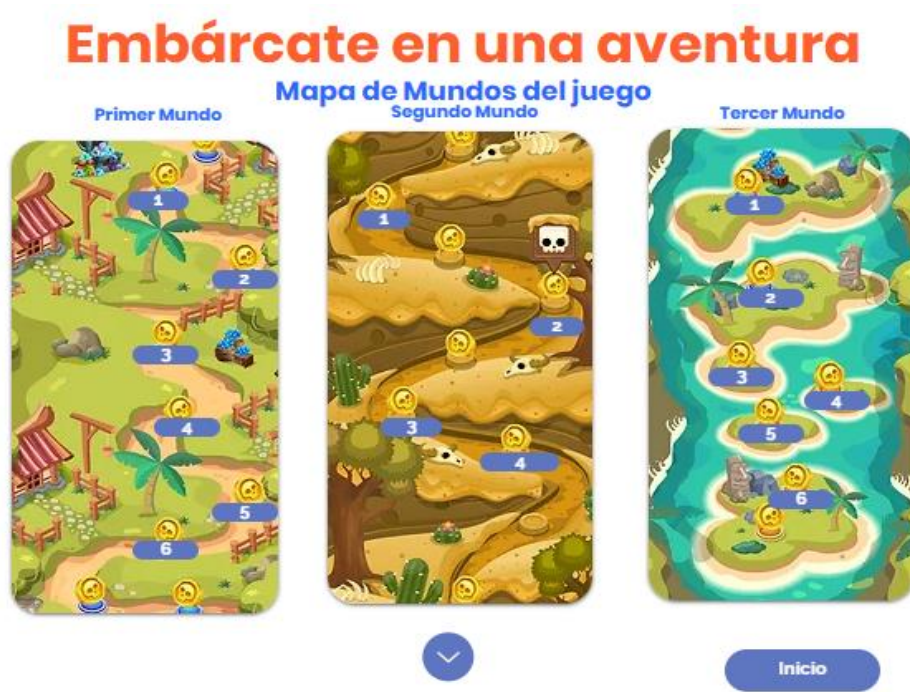 Embárcate en una aventura
Mapa de Mundos del juego
Primer Mundo
Segundo Mundo
Tercer Mundo
1
2
3
4
5
6
1
2
3
4
1
2
3
4
5
6
Inicio